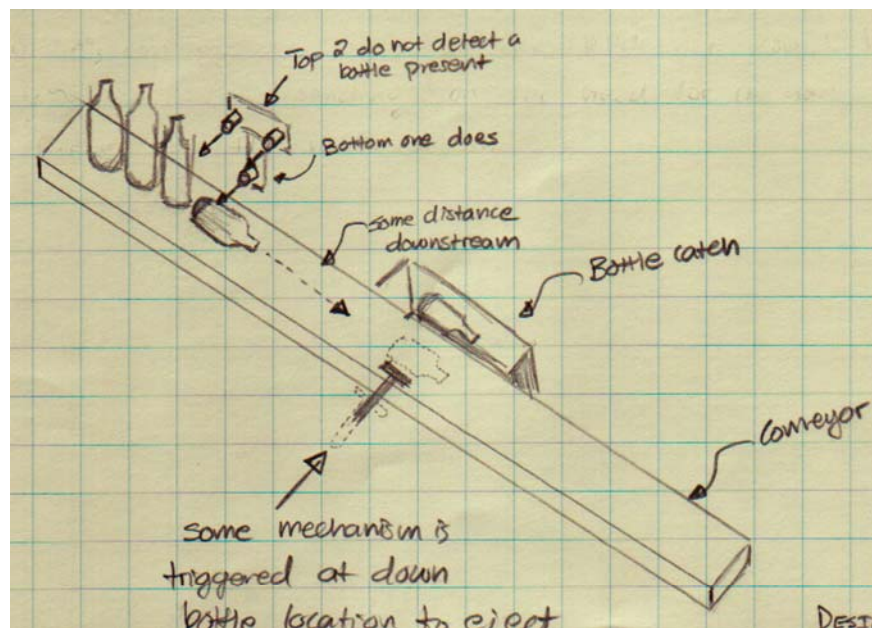 Top 2 do not detect a
bottle present
Bottom one does
some distance
downstream
Bottle catch
Conveyor
some mechanism is
triggered at down
bottle location to eject